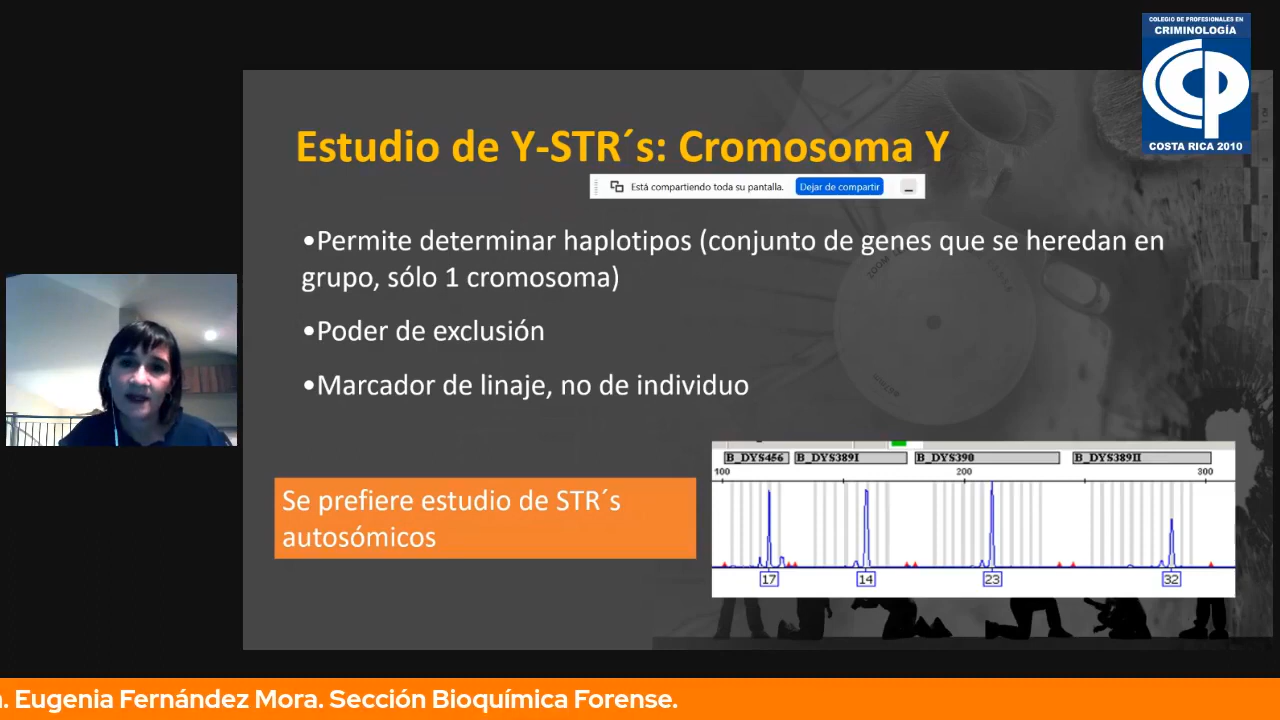 COLEGIO DE PROFESIONALES EN
CRIMINOLOGÍA
COSTA RICA 2010
Estudio de Y-STR´s: Cromosoma Y
Está compartiendo toda su pantalla. Dejar de compartir
•Permite determinar haplotipos (conjunto de genes que se heredan en
grupo, sólo 1 cromosoma)
•Poder de exclusión
•Marcador de linaje, no de individuo
Se prefiere estudio de STR´s
autosómicos
B_DYS456 B_DYS389I B_DYS390 B_DYS389II
100 200 300
17 14 23 32
. Eugenia Fernández Mora. Sección Bioquímica Forense.